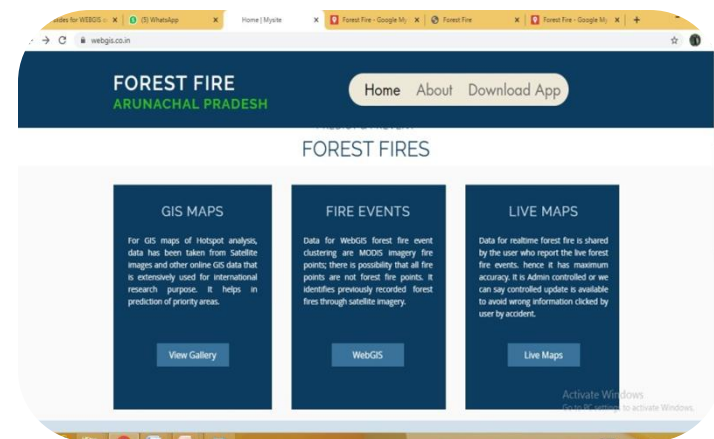 ides for WEBGIS
(5) WhatsApp
Home | Mysite
Forest Fire - Google My
Forest Fire
Forest Fire - Google My
webgis.co.in
FOREST FIRE
ARUNACHAL PRADESH
Home About Download App
FOREST FIRES
GIS MAPS
For GIS maps of Hotspot analysis,
data has been taken from Satellite
images and other online GIS data that
is extensively used for international
research purpose. It helps in
prediction of priority areas.
View Gallery
FIRE EVENTS
Data for WebGIS forest fire event
clustering are MODIS imagery fire
points; there is possibility that all fire
points are not forest fire points. It
identifies previously recorded forest
fires through satellite imagery.
WebGIS
LIVE MAPS
Data for realtime forest fire is shared
by the user who report the live forest
fire events. hence it has maximum
accuracy. It is Admin controlled or we
can say controlled update is available
to avoid wrong information clicked by
user by accident.
Live Maps
Activate Windows
Go to PC settings to activate Windows.